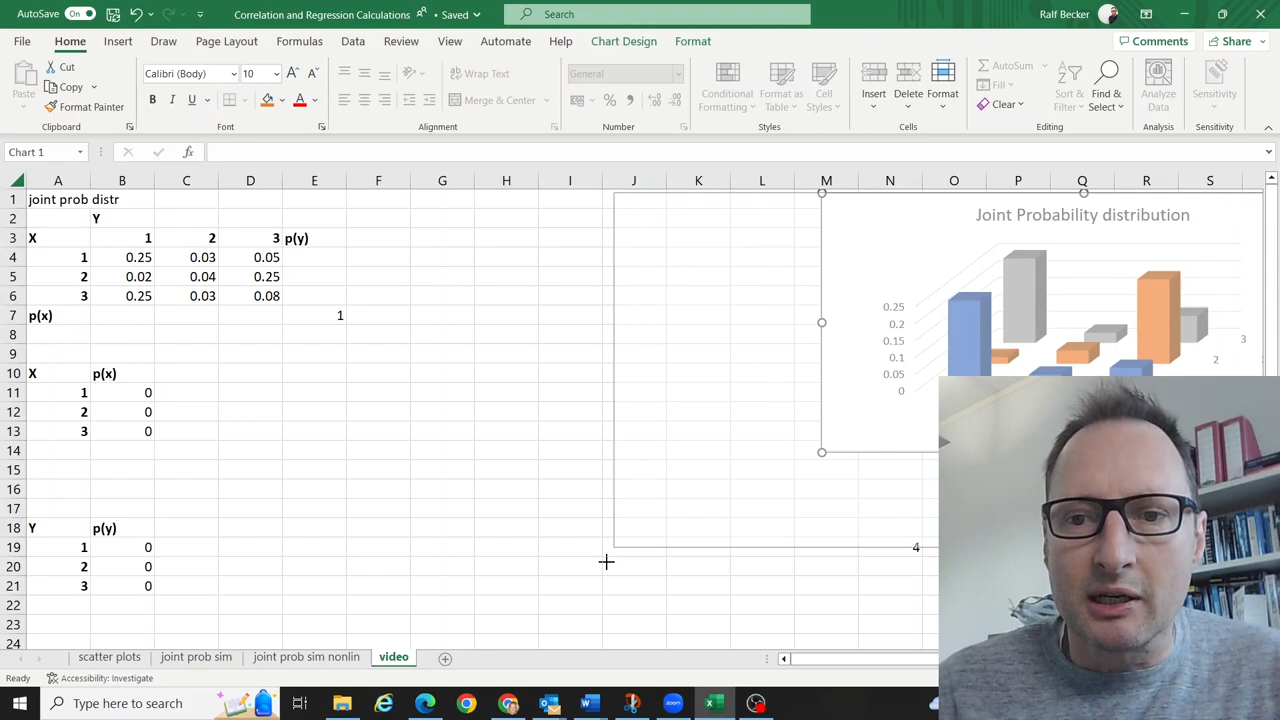 AutoSave On Correlation and Regression Calculations • Saved Search Ralf Becker
File Home Insert Draw Page Layout Formulas Data Review View Automate Help Chart Design Format Comments Share
Paste Cut Copy Format Painter Clipboard
Calibri (Body) 10 B I U Font
Wrap Text Merge & Center Alignment
General Number
Conditional Formatting Format as Table Cell Styles Styles
Insert Delete Format Cells
AutoSum Fill Clear Sort & Filter Find & Select Editing
Analyze Data Analysis
Sensitivity Sensitivity
Chart 1 fx
A B C D E F G H I J K L M N O P Q R S
1 joint prob distr
2 Y
3 X 1 2 3 p(y)
4 1 0.25 0.03 0.05
5 2 0.02 0.04 0.25
6 3 0.25 0.03 0.08
7 p(x) 1
8
9
10 X p(x)
11 1 0
12 2 0
13 3 0
14
15
16
17
18 Y p(y)
19 1 0 4
20 2 0
21 3 0
22
23
24
Joint Probability distribution
0.25
0.2
0.15
0.1
0.05
0
3
2
scatter plots joint prob sim joint prob sim nonlin video
Ready Accessibility: Investigate
Type here to search